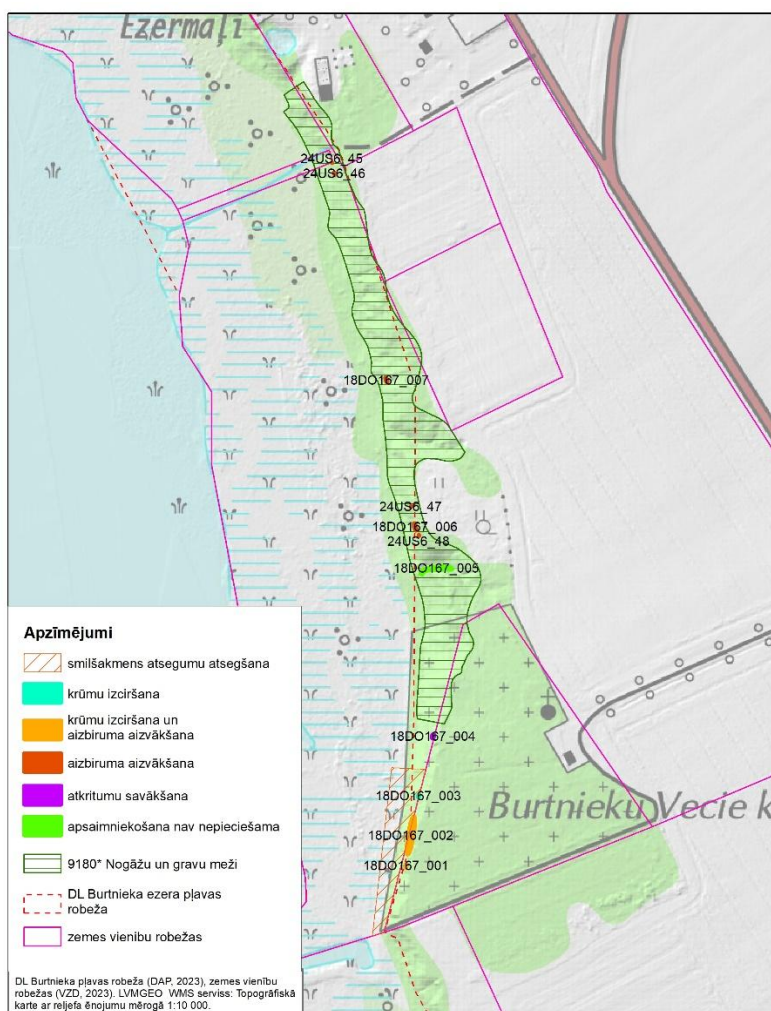 Ezermaļi
24US6_45
24US6_46
18DO167_007
24US6_47
18DO167_006
24US6_48
18DO167_005
18DO167_004
18DO167_003
Burtnieku Vecie k
18DO167_002
18DO167_001
Apzīmējumi
smilšakmens atsegumu atsegšana
krūmu izciršana
krūmu izciršana un
aizbiruma aizvākšana
aizbiruma aizvākšana
atkritumu savākšana
apsaimniekošana nav nepieciešama
9180* Nogāžu un gravu meži
DL Burtnieka ezera pļavas
robeža
zemes vienību robežas
DL Burtnieka pļavas robeža (DAP, 2023), zemes vienību
robežas (VZD, 2023). LVMGEO WMS serviss: Topogrāfiskā
karte ar reljefa ēnojumu mērogā 1:10 000.